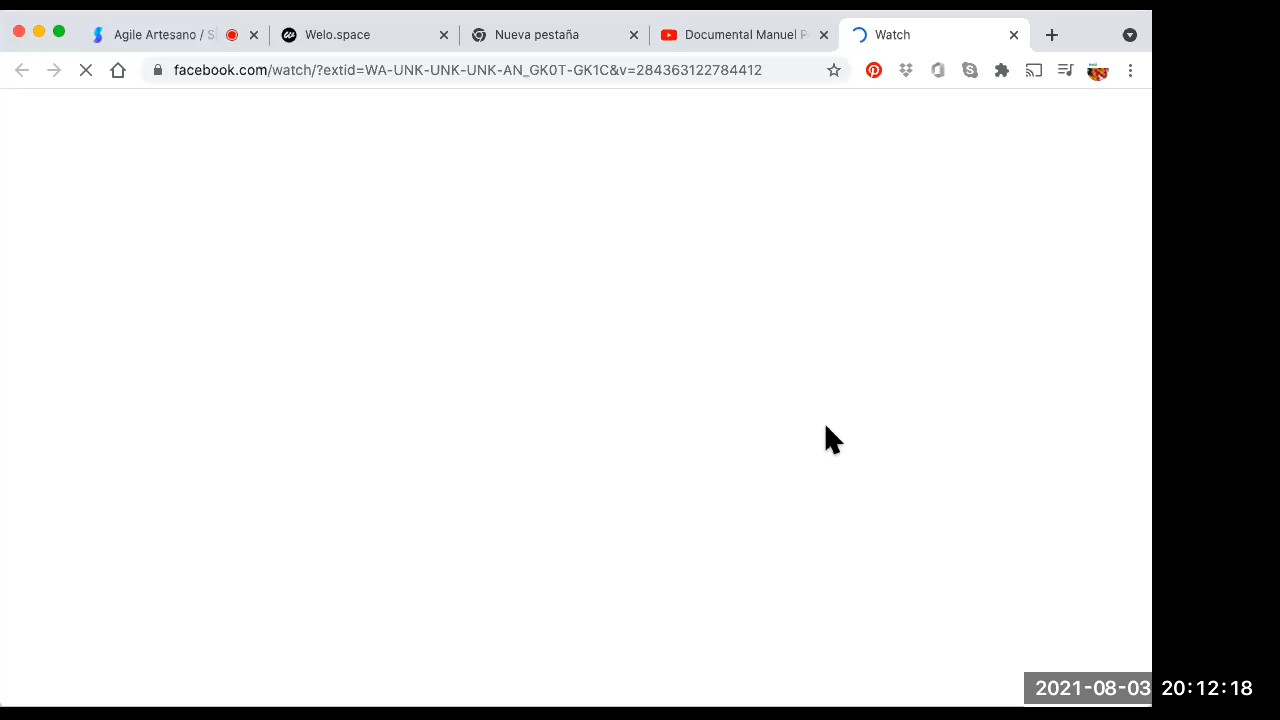 Agile Artesano / S
Welo.space
Nueva pestaña
Documental Manuel P
Watch
facebook.com/watch/?extid=WA-UNK-UNK-UNK-AN_GK0T-GK1C&v=284363122784412
2021-08-03 20:12:18